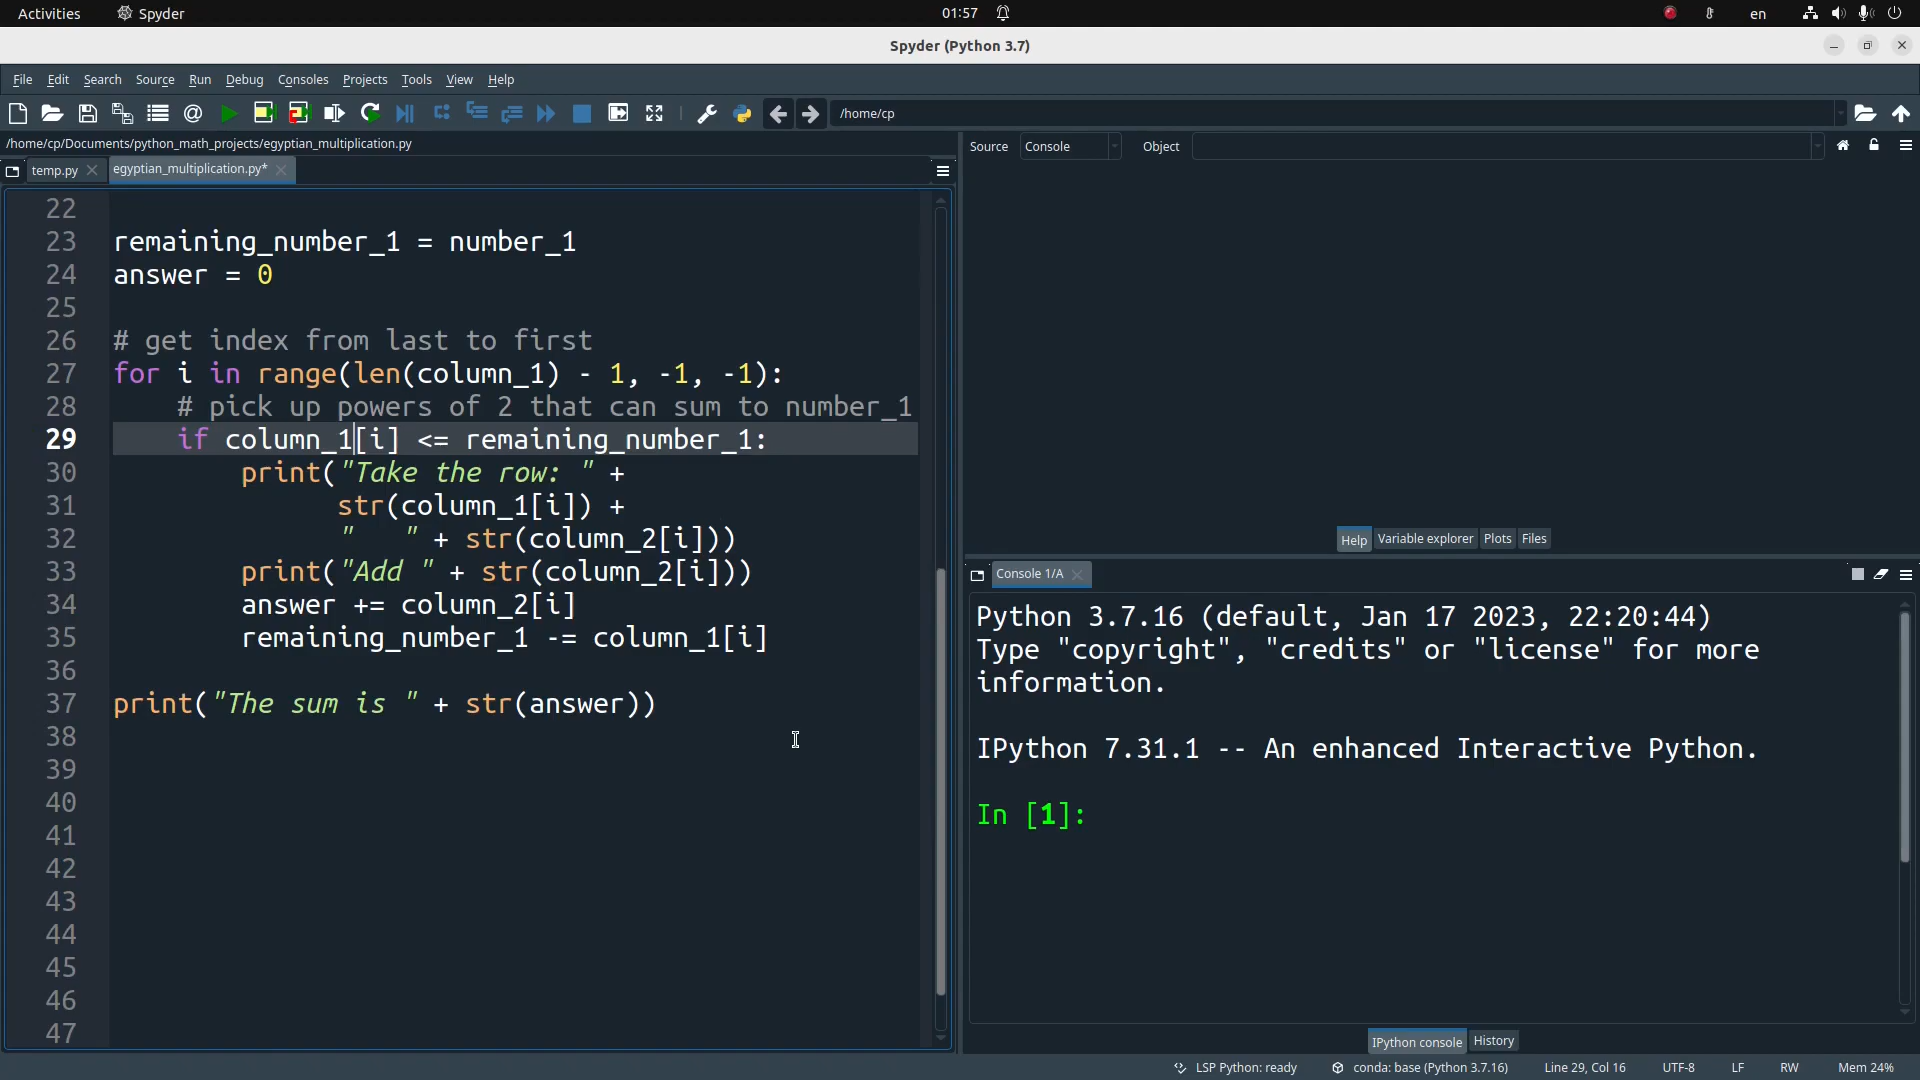 Activities Spyder 01:57 en
Spyder (Python 3.7)
File Edit Search Source Run Debug Consoles Projects Tools View Help
/home/cp
/home/cp/Documents/python_math_projects/egyptian_multiplication.py
temp.py egyptian_multiplication.py*
22
23 remaining_number_1 = number_1
24 answer = 0
25
26 # get index from last to first
27 for i in range(len(column_1) - 1, -1, -1):
28 # pick up powers of 2 that can sum to number_1
29 if column_1[i] <= remaining_number_1:
30 print("Take the row: " +
31 str(column_1[i]) +
32 "   " + str(column_2[i]))
33 print("Add " + str(column_2[i]))
34 answer += column_2[i]
35 remaining_number_1 -= column_1[i]
36
37 print("The sum is " + str(answer))
38
39
40
41
42
43
44
45
46
47
Source Console Object
Help Variable explorer Plots Files
Console 1/A
Python 3.7.16 (default, Jan 17 2023, 22:20:44)
Type "copyright", "credits" or "license" for more
information.
IPython 7.31.1 -- An enhanced Interactive Python.
In [1]:
IPython console History
LSP Python: ready conda: base (Python 3.7.16) Line 29, Col 16 UTF-8 LF RW Mem 24%